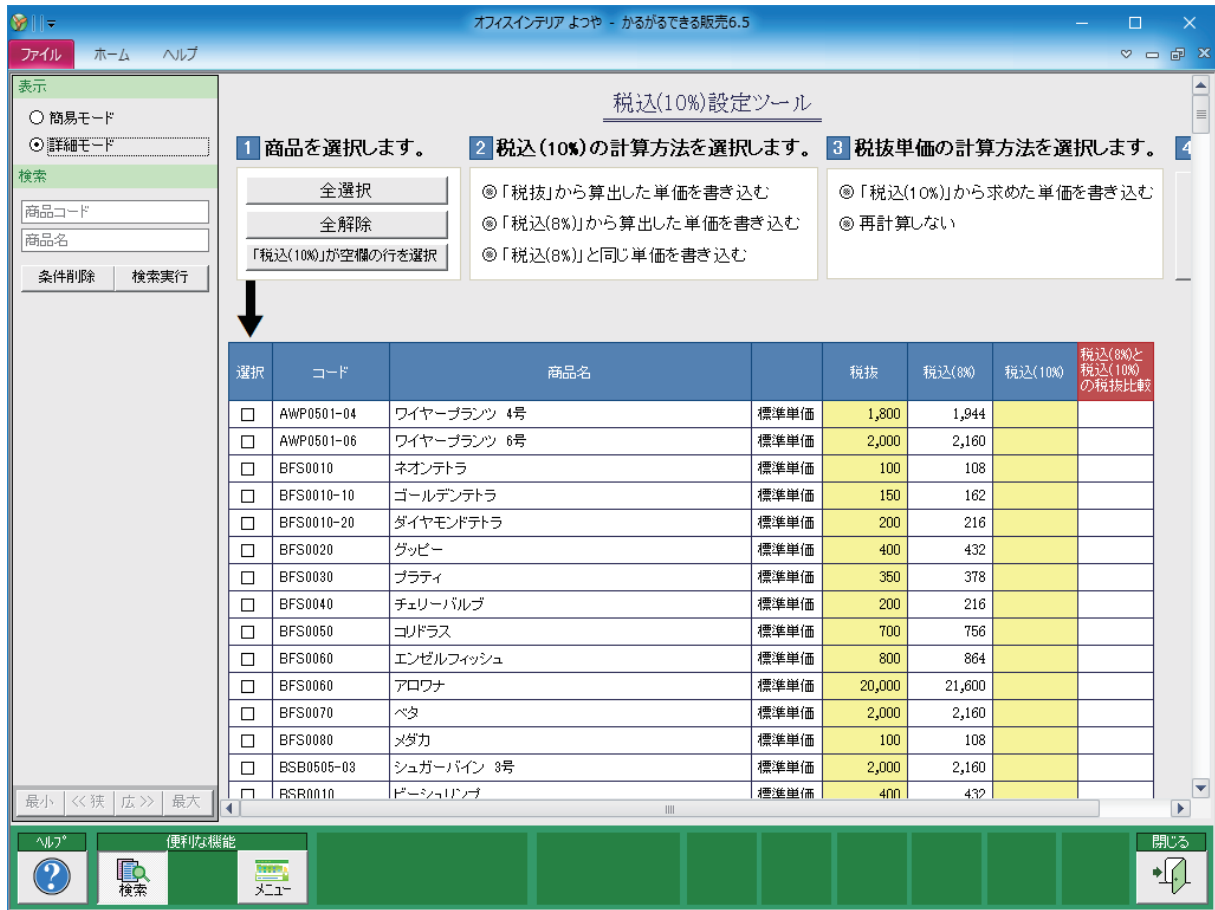 オフィスインテリア よつや - かるがるできる販売6.5
ファイル ホーム ヘルプ
表示
簡易モード
詳細モード
検索
商品コード
商品名
条件削除 検索実行
税込(10%)設定ツール
1 商品を選択します。
全選択
全解除
「税込(10%)」が空欄の行を選択
2 税込(10%)の計算方法を選択します。
「税抜」から算出した単価を書き込む
「税込(8%)」から算出した単価を書き込む
「税込(8%)」と同じ単価を書き込む
3 税抜単価の計算方法を選択します。
「税込(10%)」から求めた単価を書き込む
再計算しない
4
選択 コード 商品名 税抜 税込(8%) 税込(10%) 税込(8%)と
税込(10%)
の税抜比較
AWP0501-04 ワイヤープランツ 4号 標準単価 1,800 1,944
AWP0501-06 ワイヤープランツ 6号 標準単価 2,000 2,160
BFS0010 ネオンテトラ 標準単価 100 108
BFS0010-10 ゴールデンテトラ 標準単価 150 162
BFS0010-20 ダイヤモンドテトラ 標準単価 200 216
BFS0020 グッピー 標準単価 400 432
BFS0030 プラティ 標準単価 350 378
BFS0040 チェリーバルブ 標準単価 200 216
BFS0050 コリドラス 標準単価 700 756
BFS0060 エンゼルフィッシュ 標準単価 800 864
BFS0060 アロワナ 標準単価 20,000 21,600
BFS0070 ベタ 標準単価 2,000 2,160
BFS0080 メダカ 標準単価 100 108
BSB0505-03 シュガーバイン 3号 標準単価 2,000 2,160
BSR0010 ビーシュリンプ 標準単価 400 432
最小 <<狭 広>> 最大
ヘルプ 便利な機能 閉じる
検索 メニュー